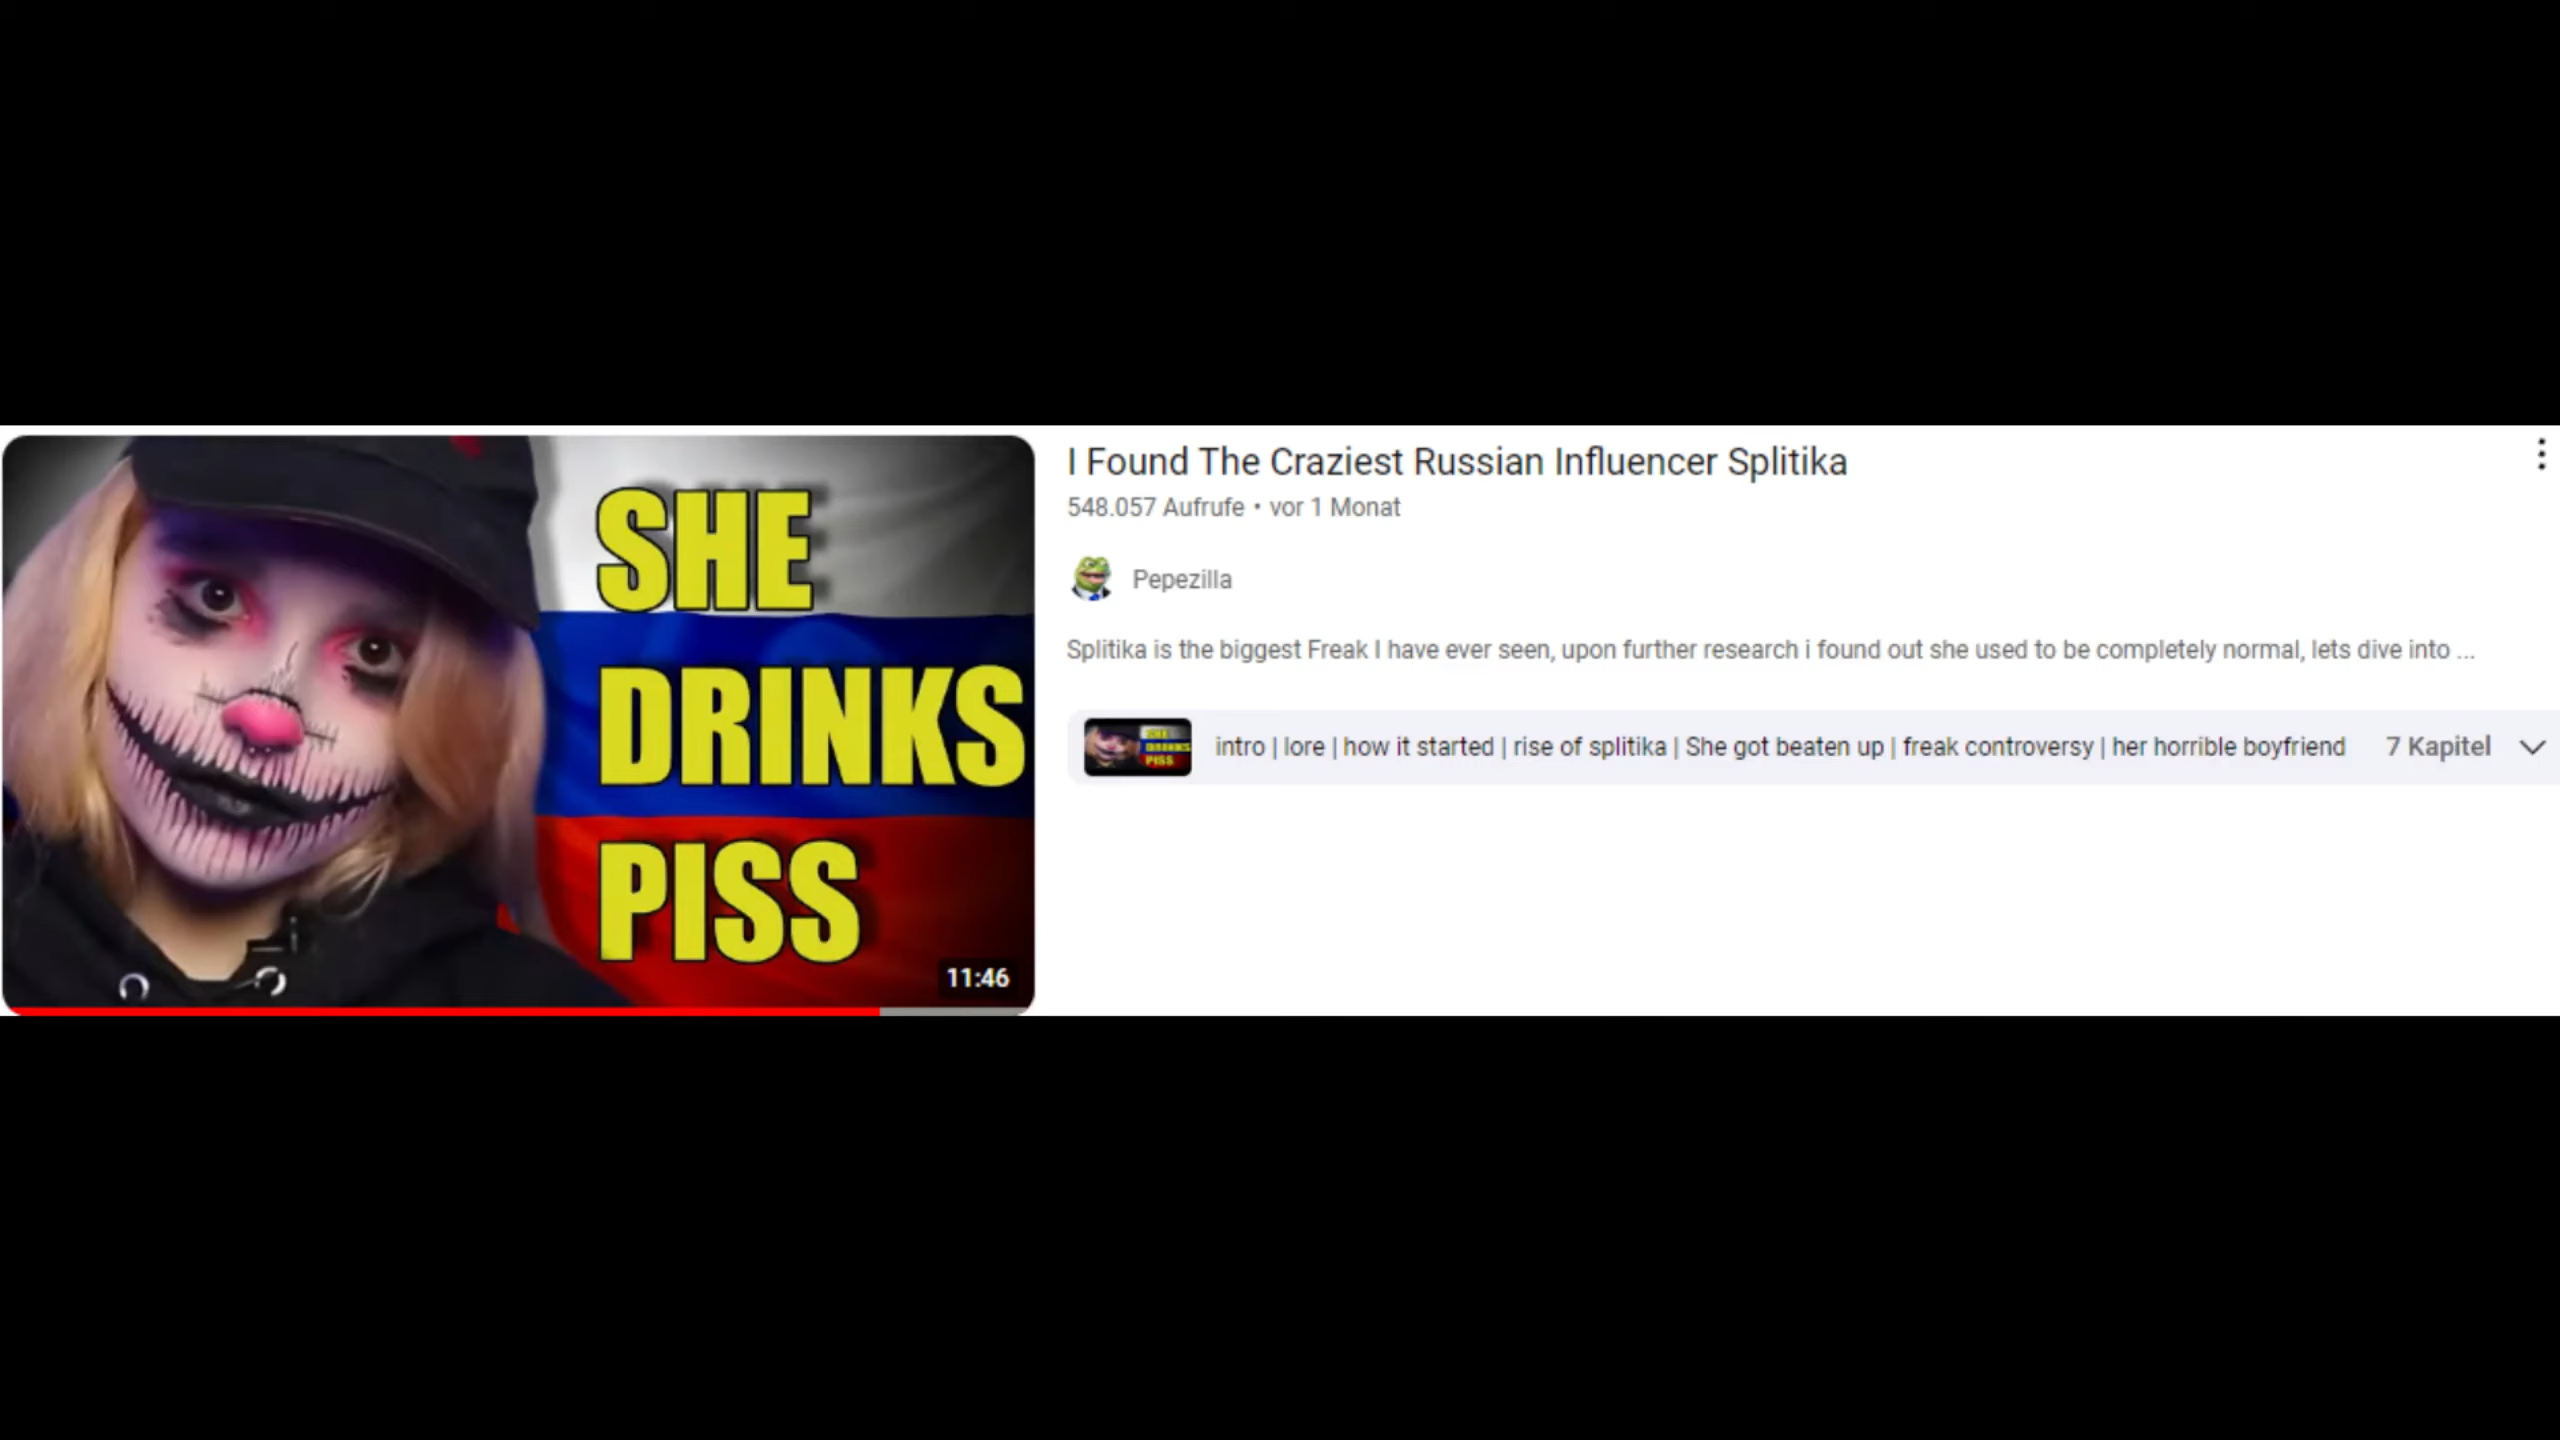 SHE
DRINKS
PISS
11:46
I Found The Craziest Russian Influencer Splitika
548.057 Aufrufe • vor 1 Monat
Pepezilla
Splitika is the biggest Freak I have ever seen, upon further research i found out she used to be completely normal, lets dive into ...
SHE
DRINKS
PISS
intro | lore | how it started | rise of splitika | She got beaten up | freak controversy | her horrible boyfriend 7 Kapitel